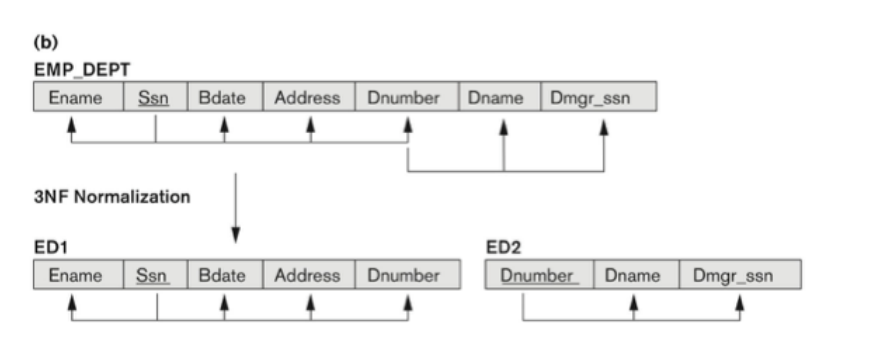 (b)
EMP_DEPT
Ename Ssn Bdate Address Dnumber Dname Dmgr_ssn
3NF Normalization
ED1 ED2
Ename Ssn Bdate Address Dnumber Dnumber Dname Dmgr_ssn